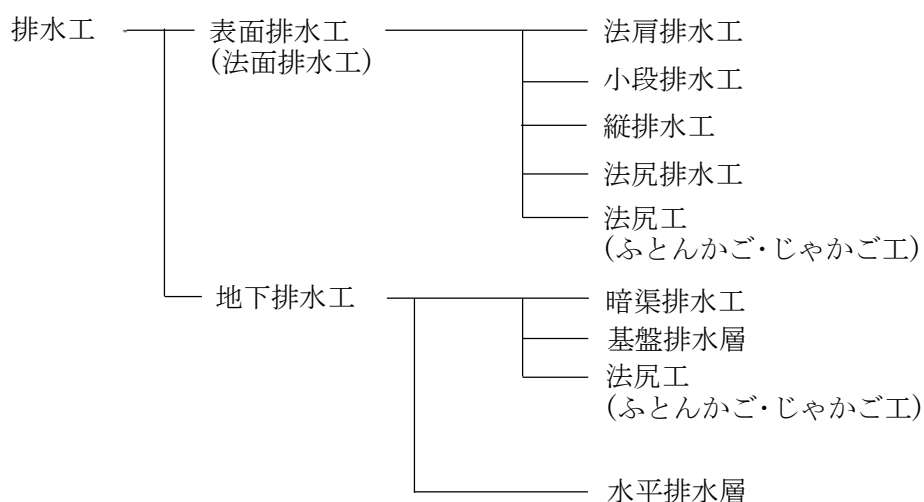 排水工
表面排水工
(法面排水工)
法肩排水工
小段排水工
縦排水工
法尻排水工
法尻工
(ふとんかご･じゃかご工)
地下排水工
暗渠排水工
基盤排水層
法尻工
(ふとんかご･じゃかご工)
水平排水層